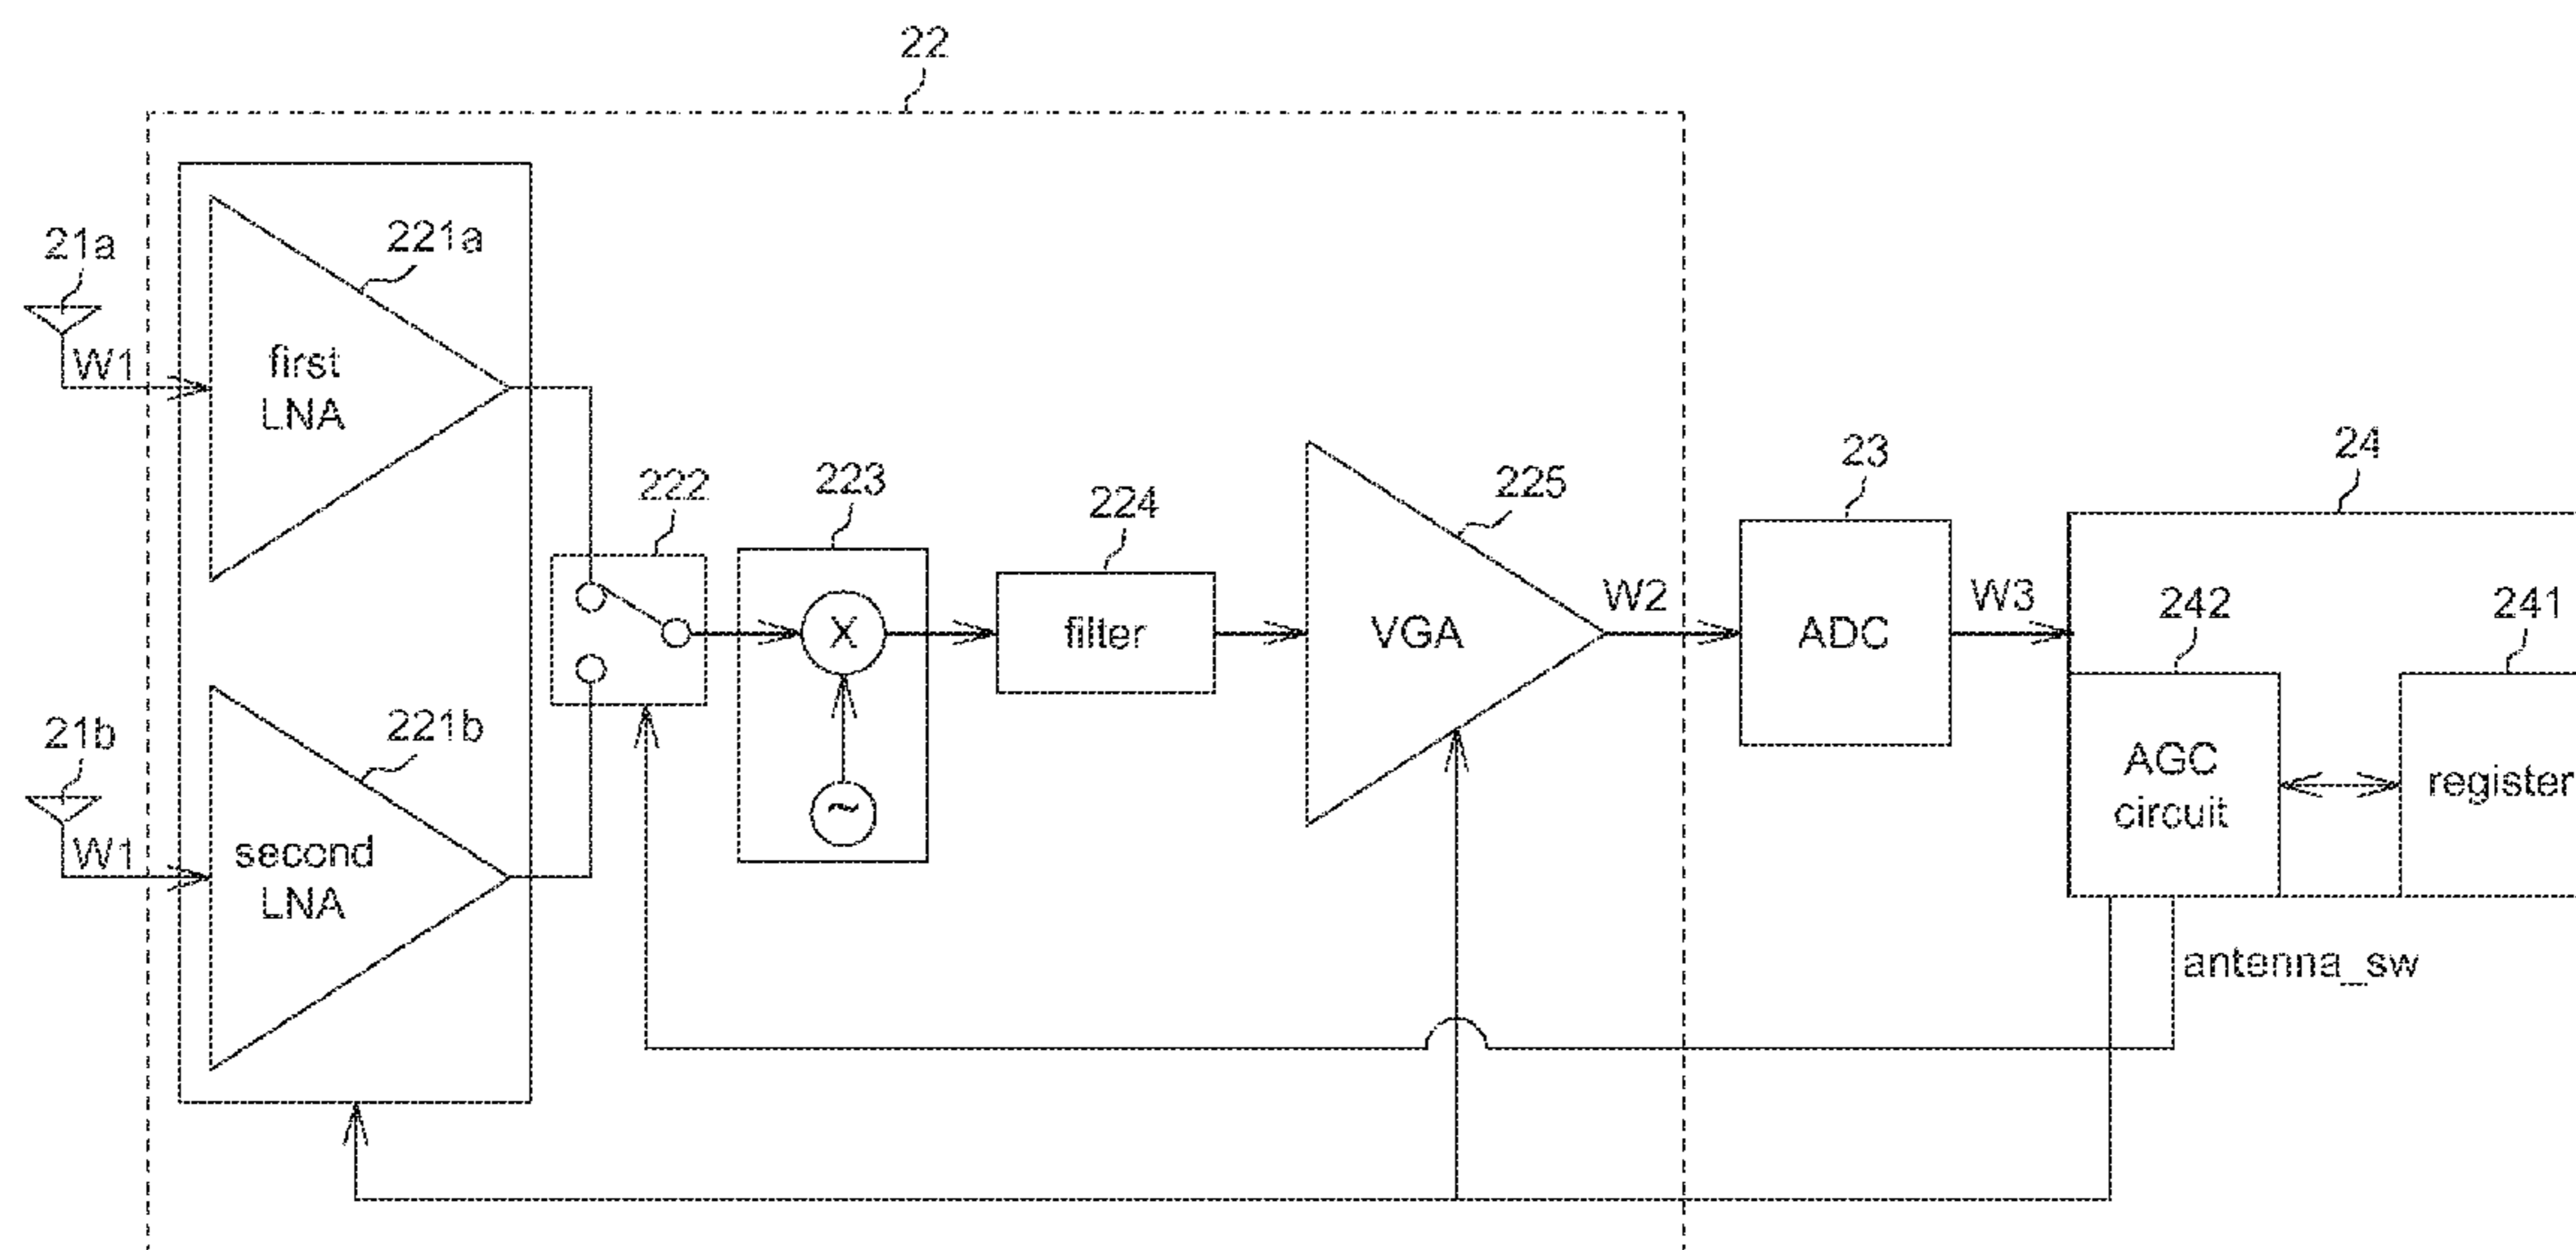 22
21a
221a
W1
first
LNA
222
223
224
225
23
24
X
filter
VGA
W2
ADC
W3
242
241
AGC
circuit
register
21b
221b
W1
second
LNA
~
antenna_sw